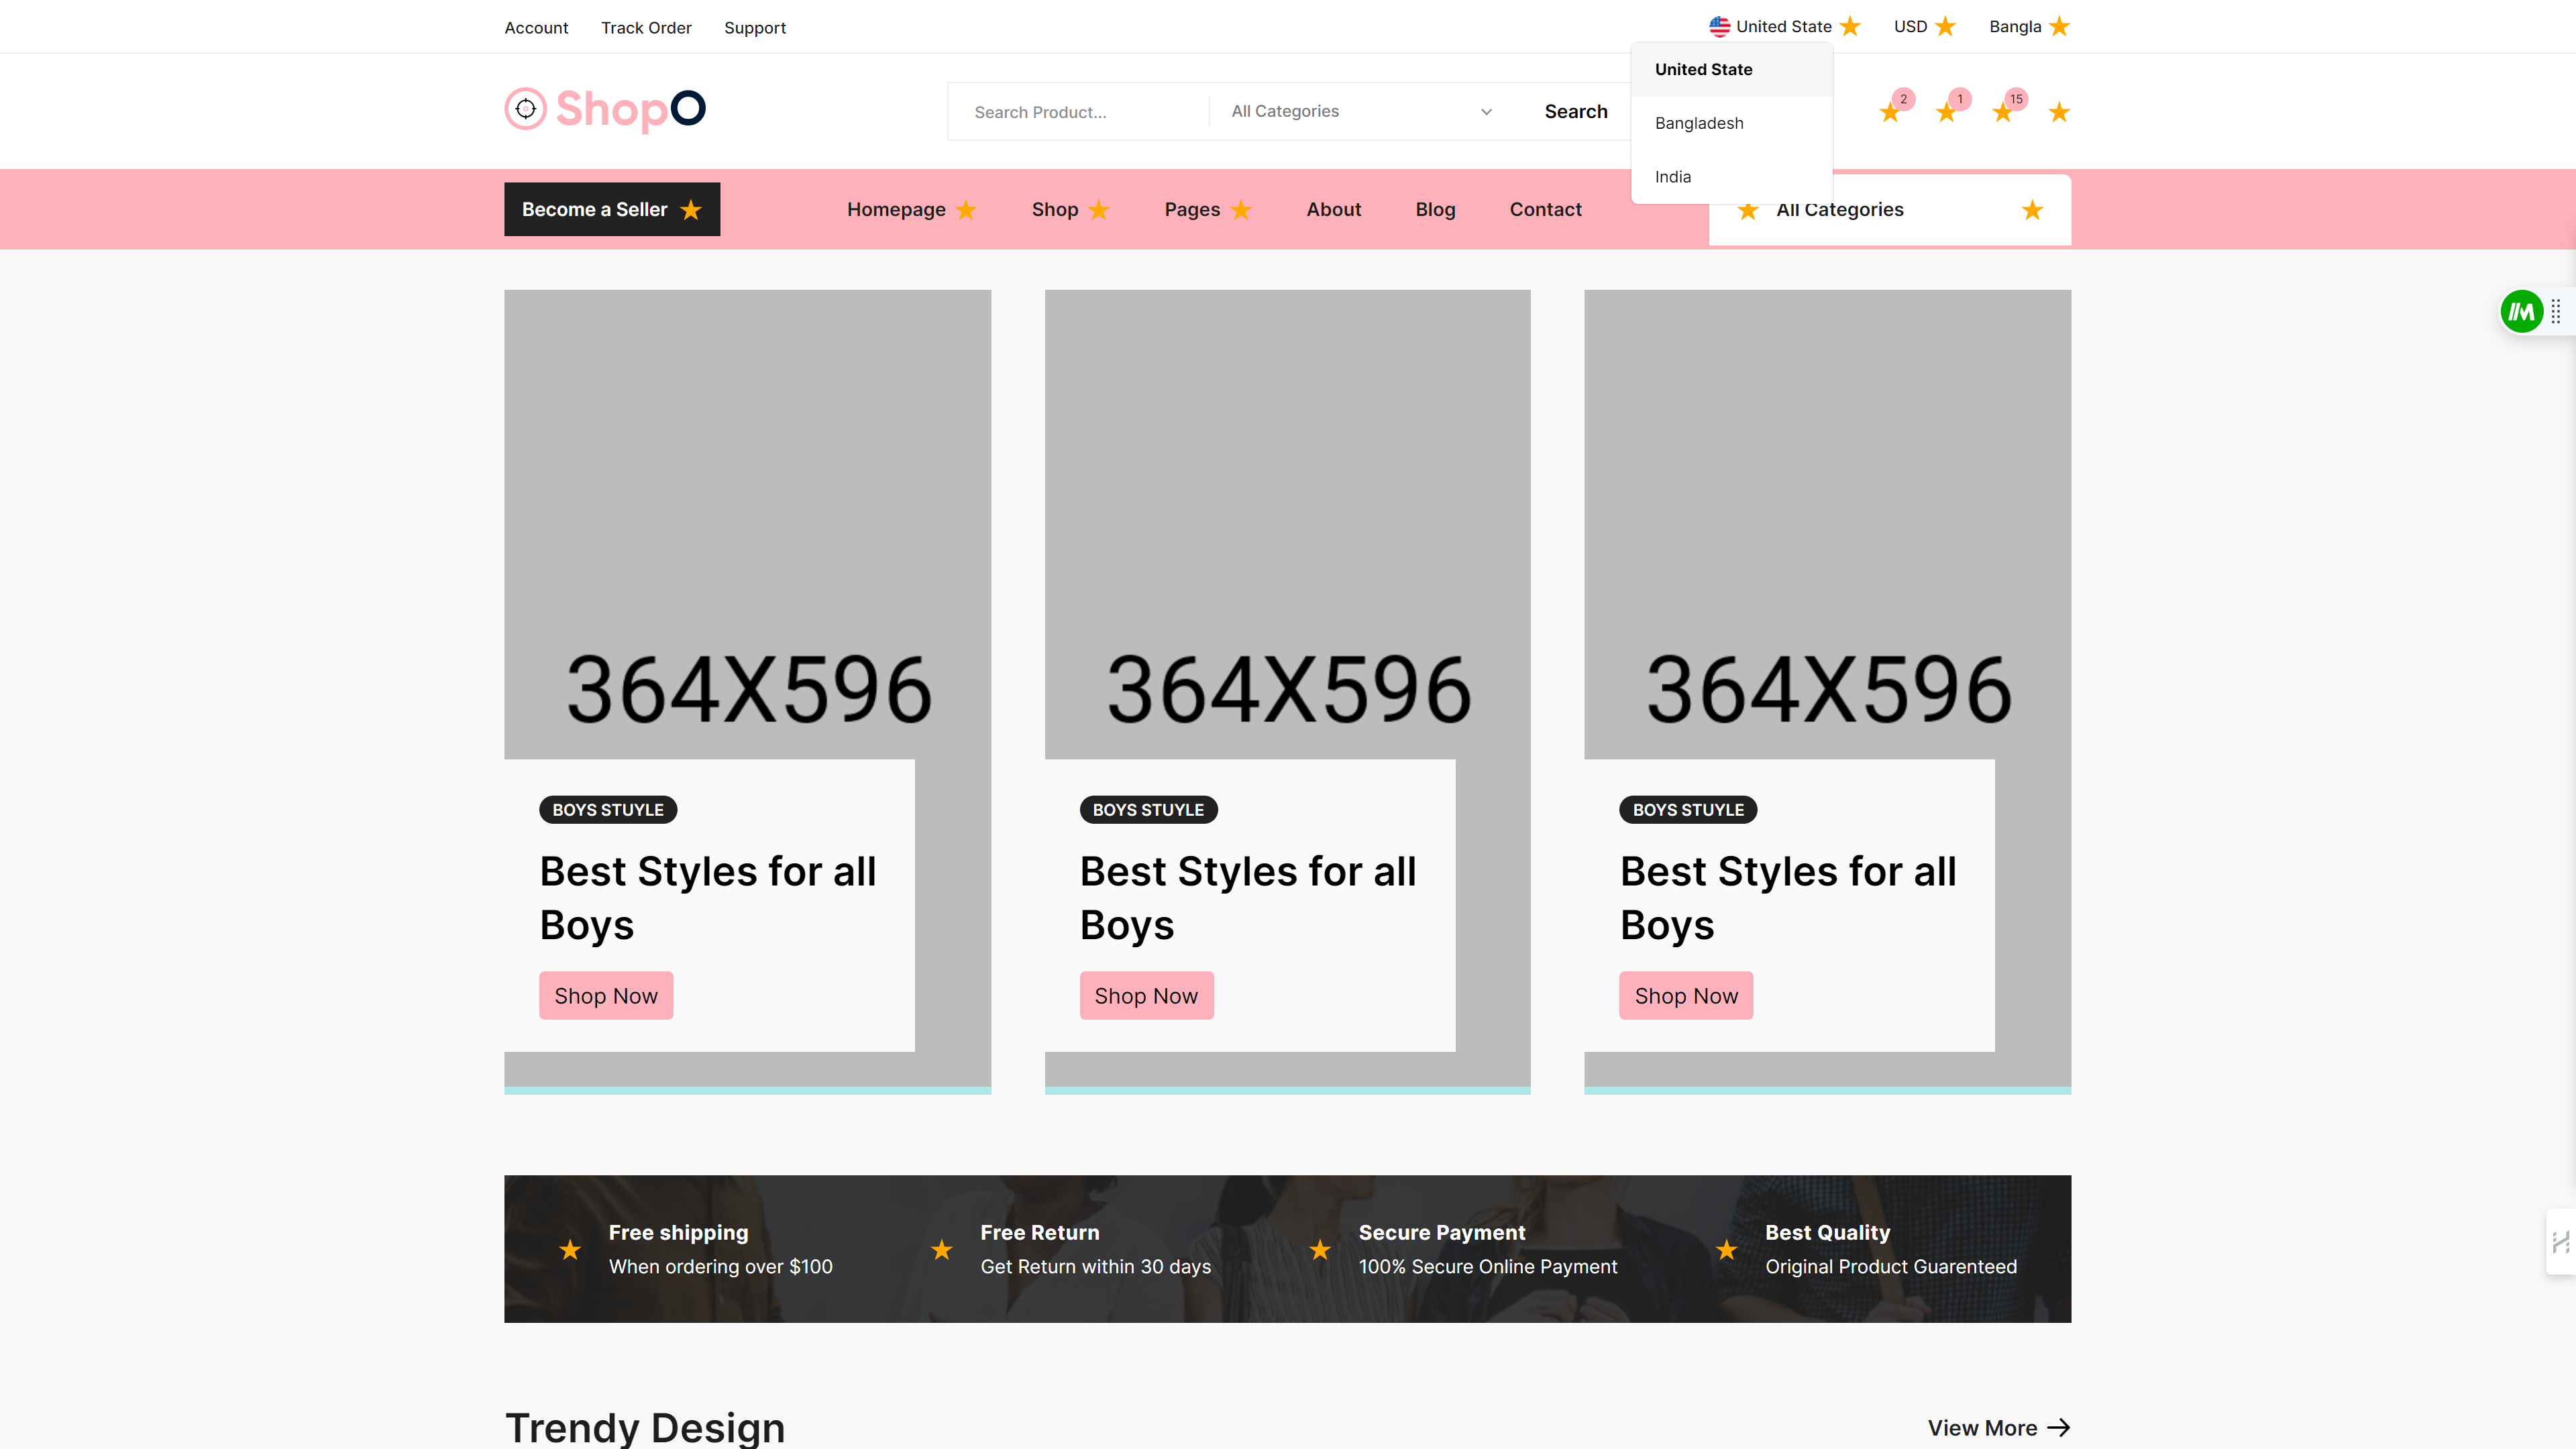 Account Track Order Support United State USD Bangla
United State
Bangladesh
India
ShopO
Search Product... All Categories Search
2 1 15
Become a Seller Homepage Shop Pages About Blog Contact All Categories
364X596 364X596 364X596
BOYS STUYLE BOYS STUYLE BOYS STUYLE
Best Styles for all Best Styles for all Best Styles for all
Boys Boys Boys
Shop Now Shop Now Shop Now
Free shipping Free Return Secure Payment Best Quality
When ordering over $100 Get Return within 30 days 100% Secure Online Payment Original Product Guarenteed
Trendy Design View More